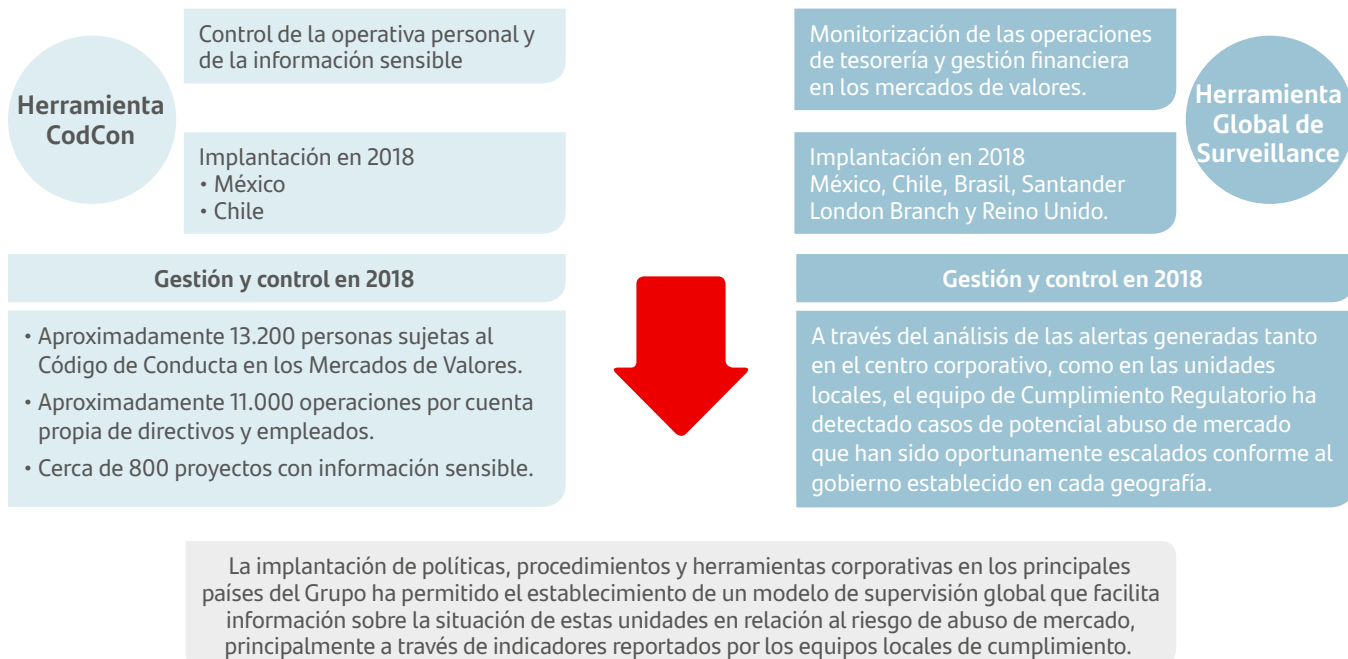 Herramienta
CodCon
Control de la operativa personal y
de la información sensible
Implantación en 2018
• México
• Chile
Gestión y control en 2018
• Aproximadamente 13.200 personas sujetas al
Código de Conducta en los Mercados de Valores.
• Aproximadamente 11.000 operaciones por cuenta
propia de directivos y empleados.
• Cerca de 800 proyectos con información sensible.
Monitorización de las operaciones
de tesorería y gestión financiera
en los mercados de valores.
Herramienta
Global de
Surveillance
Implantación en 2018
México, Chile, Brasil, Santander
London Branch y Reino Unido.
Gestión y control en 2018
A través del análisis de las alertas generadas tanto
en el centro corporativo, como en las unidades
locales, el equipo de Cumplimiento Regulatorio ha
detectado casos de potencial abuso de mercado
que han sido oportunamente escalados conforme al
gobierno establecido en cada geografía.
La implantación de políticas, procedimientos y herramientas corporativas en los principales
países del Grupo ha permitido el establecimiento de un modelo de supervisión global que facilita
información sobre la situación de estas unidades en relación al riesgo de abuso de mercado,
principalmente a través de indicadores reportados por los equipos locales de cumplimiento.